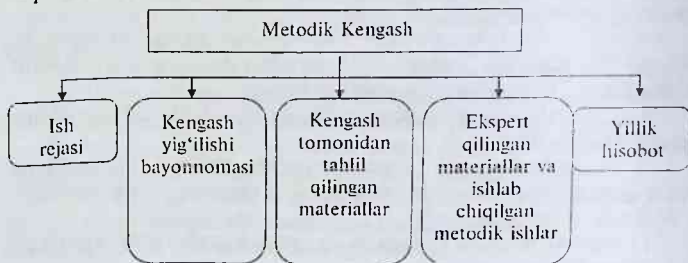 Metodik Kengash
Ish
rejasi
Kengash
yig‘ilishi
bayonnomasi
Kengash
tomonidan
tahlil
qilingan
materiallar
Ekspert
qilingan
materiallar va
ishlab
chiqilgan
metodik ishlar
Yillik
hisobot